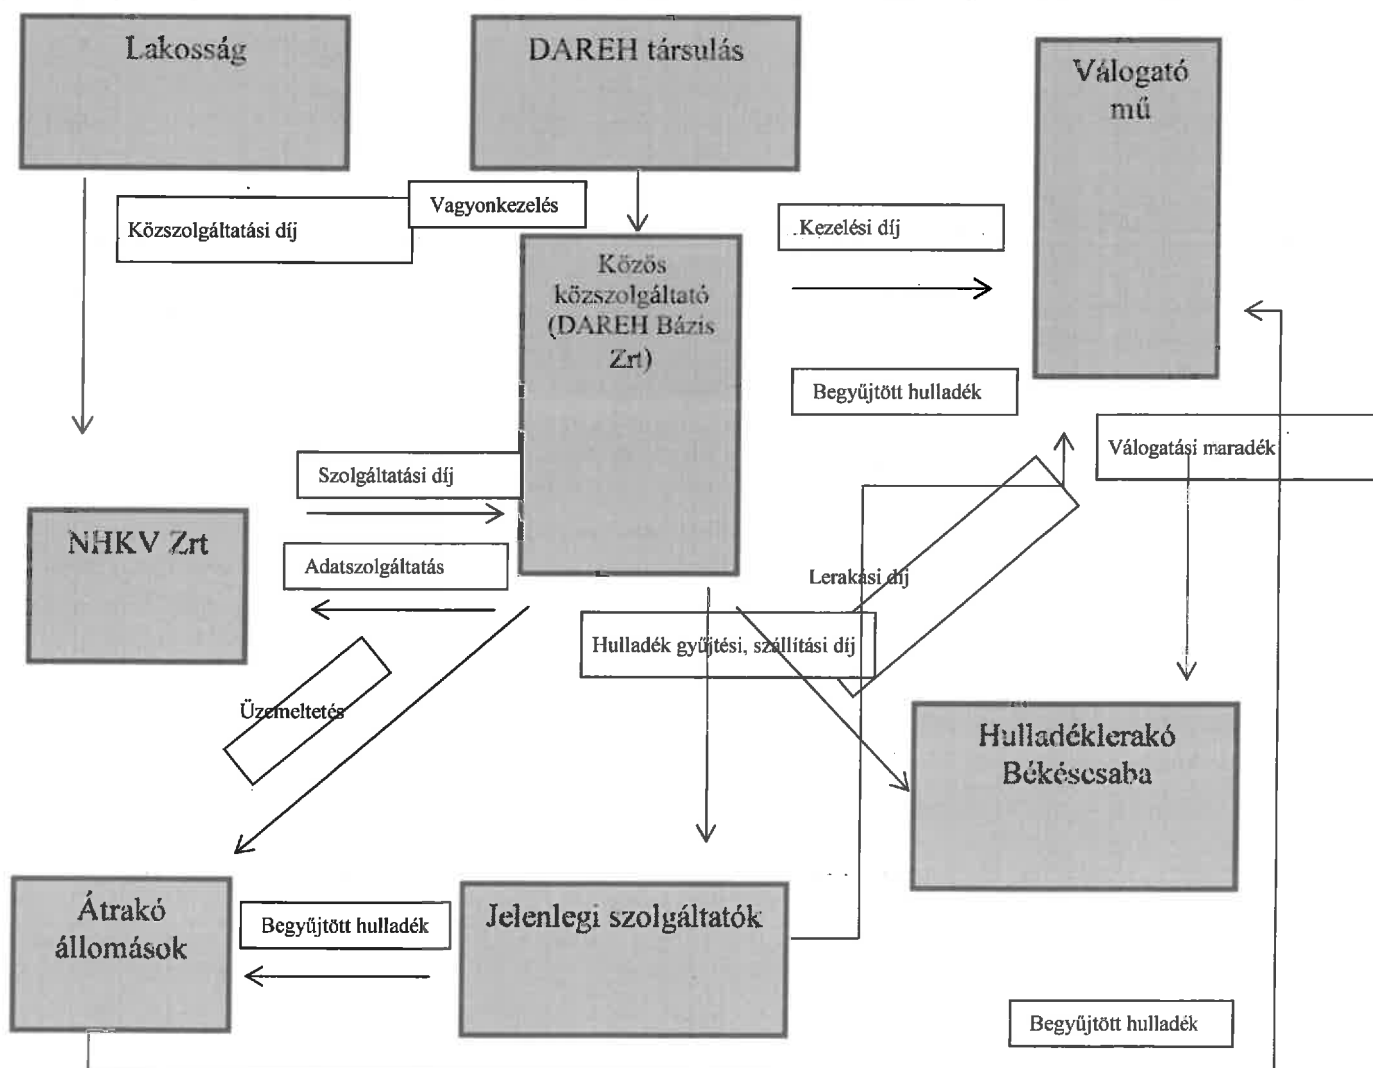 Lakosság
DAREH társulás
Válogató
mű
Vagyonkezelés
Közszolgáltatási díj
Kezelési díj
Közös
közszolgáltató
(DAREH Bázis
Zrt)
Begyűjtött hulladék
Válogatási maradék
Szolgáltatási díj
NHKV Zrt
Adatszolgáltatás
Lerakási díj
Hulladék gyűjtési, szállítási díj
Üzemeltetés
Hulladéklerakó
Békéscsaba
Átrakó
állomások
Begyűjtött hulladék
Jelenlegi szolgáltatók
Begyűjtött hulladék